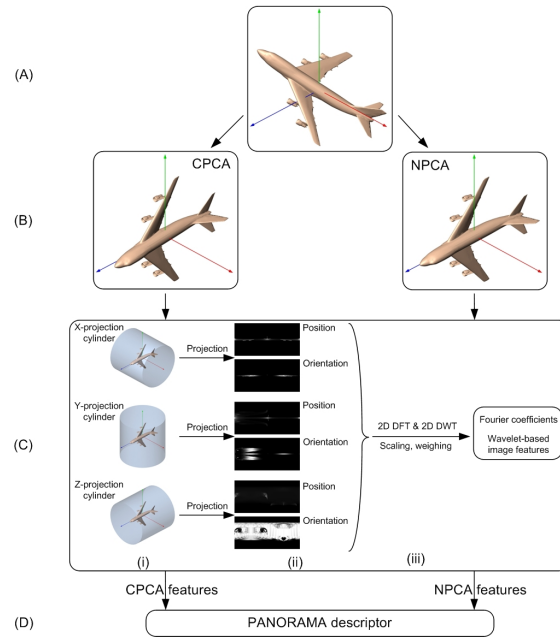 (A)
CPCA
NPCA
(B)
X-projection
cylinder
Projection
Position
Orientation
Y-projection
cylinder
Projection
Position
Orientation
(C)
2D DFT & 2D DWT
Scaling, weighing
Fourier coefficients
Wavelet-based
image features
Z-projection
cylinder
Projection
Position
Orientation
(i)
(ii)
(iii)
CPCA features
NPCA features
(D)
PANORAMA descriptor